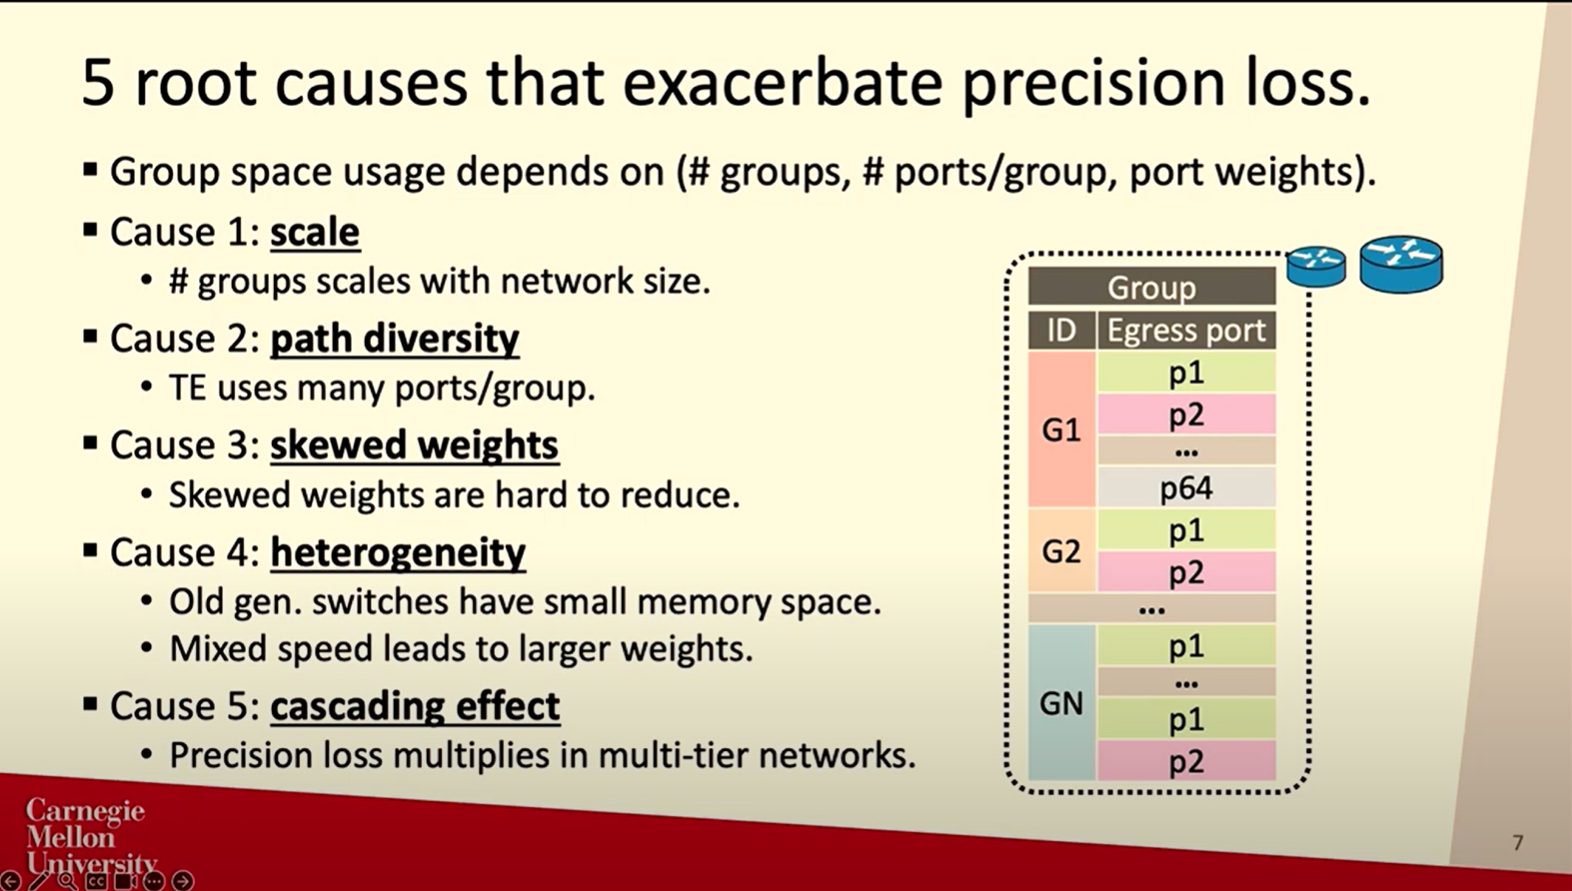 5 root causes that exacerbate precision loss.
▪ Group space usage depends on (# groups, # ports/group, port weights).
▪ Cause 1: scale
• # groups scales with network size.
▪ Cause 2: path diversity
• TE uses many ports/group.
▪ Cause 3: skewed weights
• Skewed weights are hard to reduce.
▪ Cause 4: heterogeneity
• Old gen. switches have small memory space.
• Mixed speed leads to larger weights.
▪ Cause 5: cascading effect
• Precision loss multiplies in multi-tier networks.
Group
ID Egress port
G1
p1
p2
...
p64
G2
p1
p2
...
GN
p1
...
p1
p2
Carnegie
Mellon
University
CC
7